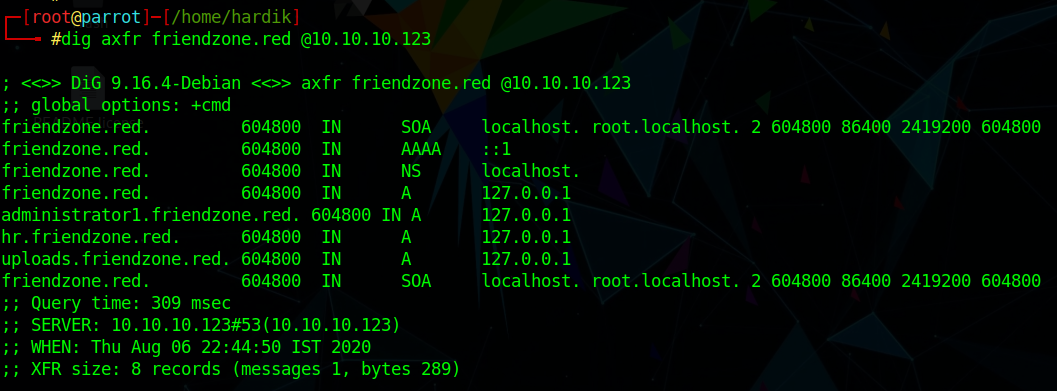 [root@parrot]─[/home/hardik]
#dig axfr friendzone.red @10.10.10.123
; <<>> DiG 9.16.4-Debian <<>> axfr friendzone.red @10.10.10.123
;; global options: +cmd
friendzone.red. 604800 IN SOA localhost. root.localhost. 2 604800 86400 2419200 604800
friendzone.red. 604800 IN AAAA ::1
friendzone.red. 604800 IN NS localhost.
friendzone.red. 604800 IN A 127.0.0.1
administrator1.friendzone.red. 604800 IN A 127.0.0.1
hr.friendzone.red. 604800 IN A 127.0.0.1
uploads.friendzone.red. 604800 IN A 127.0.0.1
friendzone.red. 604800 IN SOA localhost. root.localhost. 2 604800 86400 2419200 604800
;; Query time: 309 msec
;; SERVER: 10.10.10.123#53(10.10.10.123)
;; WHEN: Thu Aug 06 22:44:50 IST 2020
;; XFR size: 8 records (messages 1, bytes 289)